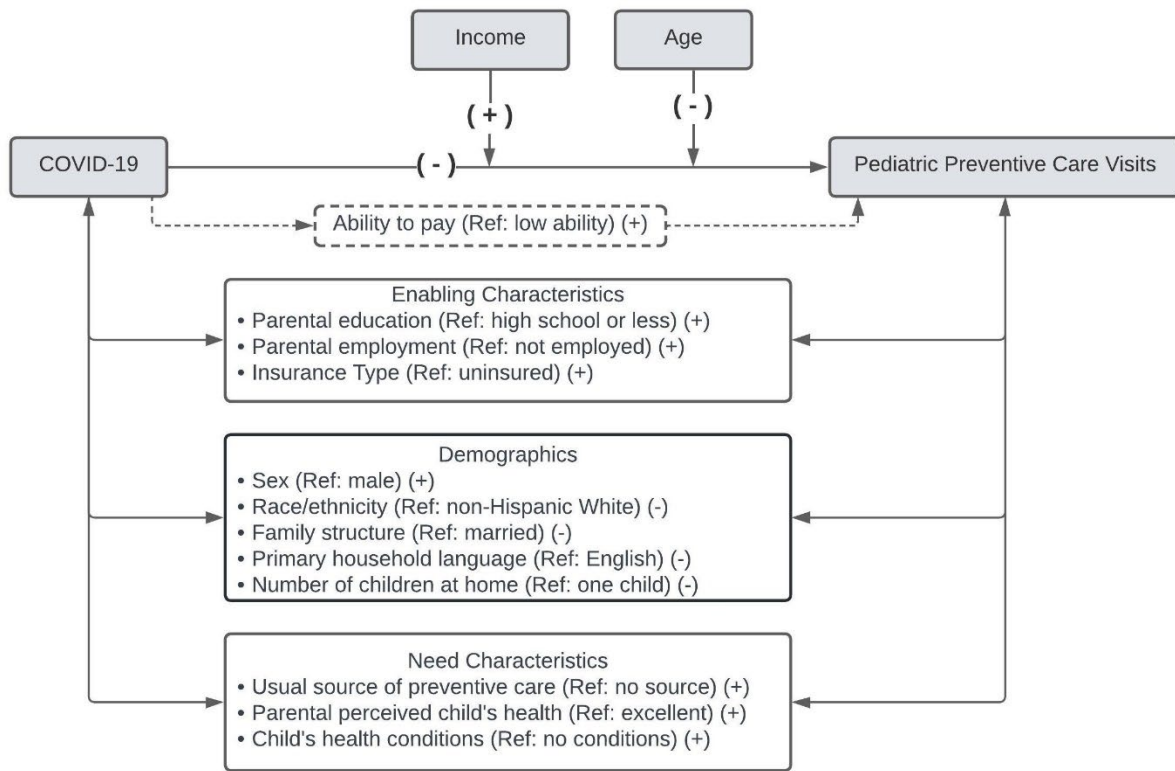 Income
Age
( + )
( - )
COVID-19
( - )
Pediatric Preventive Care Visits
Ability to pay (Ref: low ability) (+)
Enabling Characteristics
• Parental education (Ref: high school or less) (+)
• Parental employment (Ref: not employed) (+)
• Insurance Type (Ref: uninsured) (+)
Demographics
• Sex (Ref: male) (+)
• Race/ethnicity (Ref: non-Hispanic White) (-)
• Family structure (Ref: married) (-)
• Primary household language (Ref: English) (-)
• Number of children at home (Ref: one child) (-)
Need Characteristics
• Usual source of preventive care (Ref: no source) (+)
• Parental perceived child's health (Ref: excellent) (+)
• Child's health conditions (Ref: no conditions) (+)